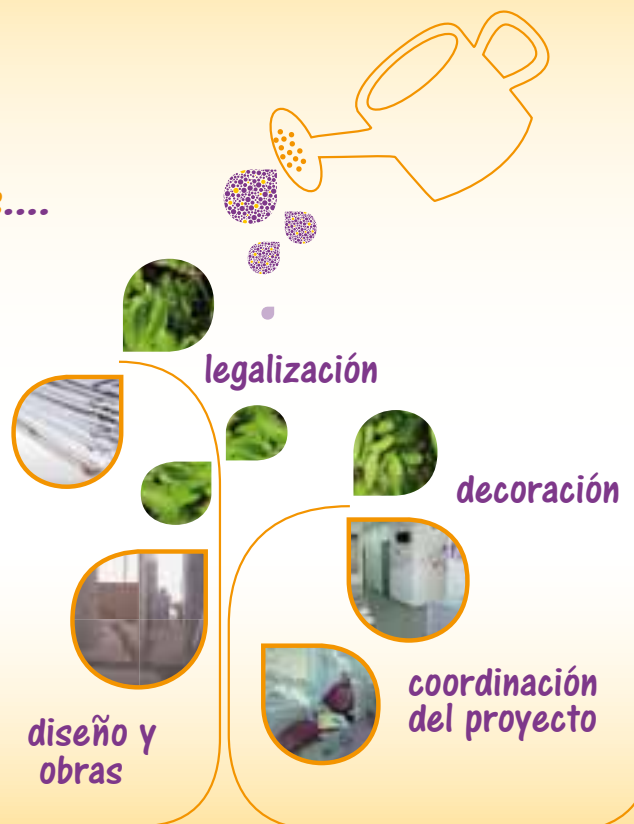 ....
legalización
decoración
coordinación
del proyecto
diseño y
obras